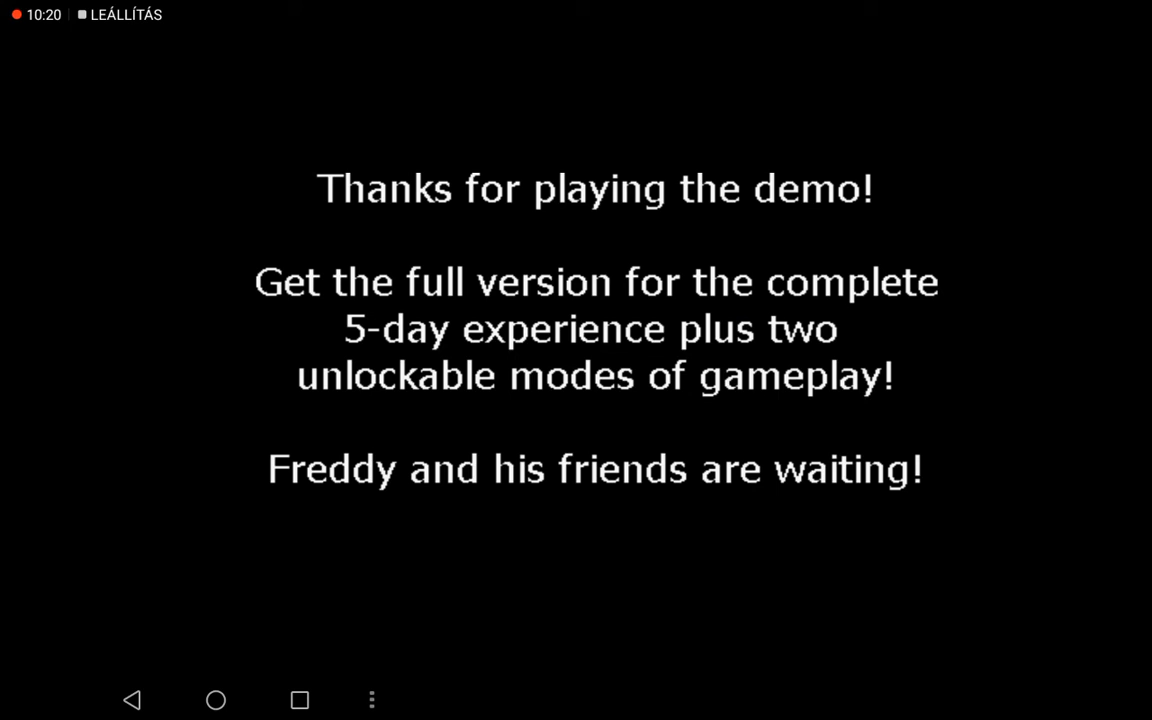 10:20 LEÁLLÍTÁS
Thanks for playing the demo!
Get the full version for the complete
5-day experience plus two
unlockable modes of gameplay!
Freddy and his friends are waiting!